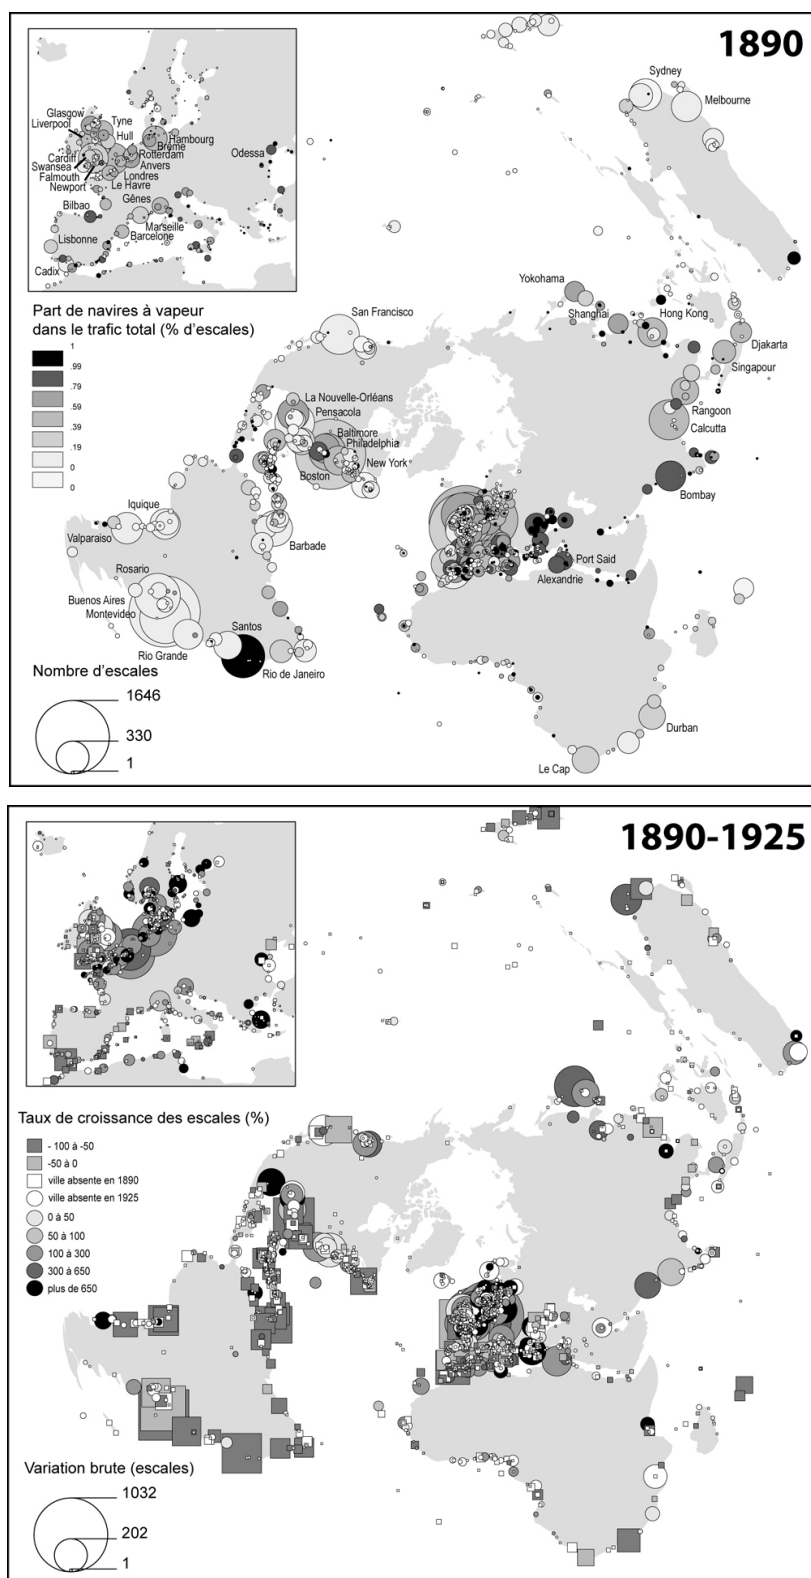 1890
Sydney
Melbourne
Glasgow
Liverpool
Tyne
Hull
Hambourg
Brême
Rotterdam
Anvers
Cardiff
Swansea
Falmouth
Newport
Londres
Le Havre
Odessa
Gênes
Bilbao
Marseille
Lisbonne
Barcelone
Cadix
Yokohama
Shanghai
Hong Kong
Part de navires à vapeur
dans le trafic total (% d'escales)
1
.99
.79
.59
.39
.19
0
0
San Francisco
Djakarta
Singapour
La Nouvelle-Orléans
Pensacola
Rangoon
Calcutta
Baltimore
Philadelphia
New York
Boston
Bombay
Iquique
Valparaiso
Barbade
Port Said
Alexandrie
Rosario
Buenos Aires
Montevideo
Santos
Rio Grande
Rio de Janeiro
Nombre d'escales
1646
330
1
Durban
Le Cap
1890-1925
Taux de croissance des escales (%)
- 100 à -50
-50 à 0
ville absente en 1890
ville absente en 1925
0 à 50
50 à 100
100 à 300
300 à 650
plus de 650
Variation brute (escales)
1032
202
1